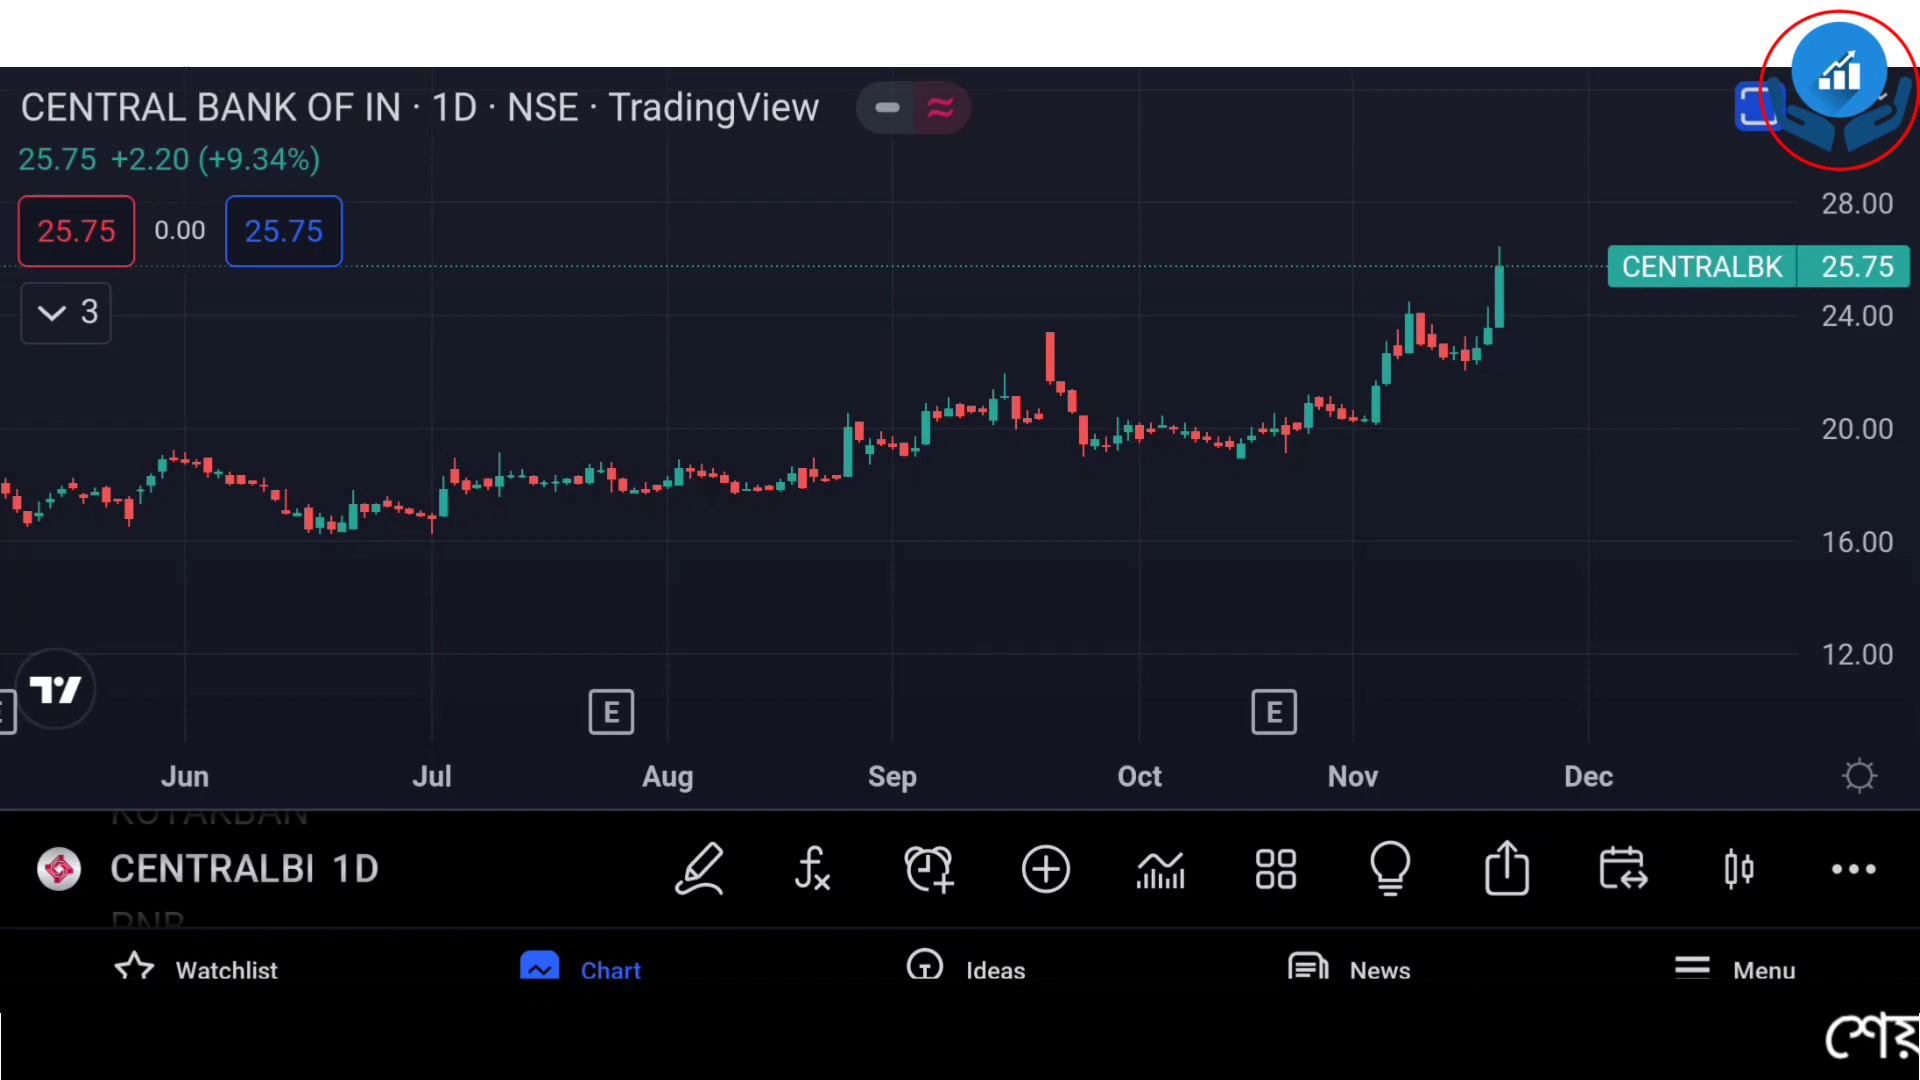 CENTRAL BANK OF IN · 1D · NSE · TradingView
25.75 +2.20 (+9.34%)
25.75 0.00 25.75
3
28.00
CENTRALBK 25.75
24.00
20.00
16.00
12.00
E E E
Jun Jul Aug Sep Oct Nov Dec
KOTAKBAN
CENTRALBI 1D
PNB
Watchlist Chart Ideas News Menu
শেয়